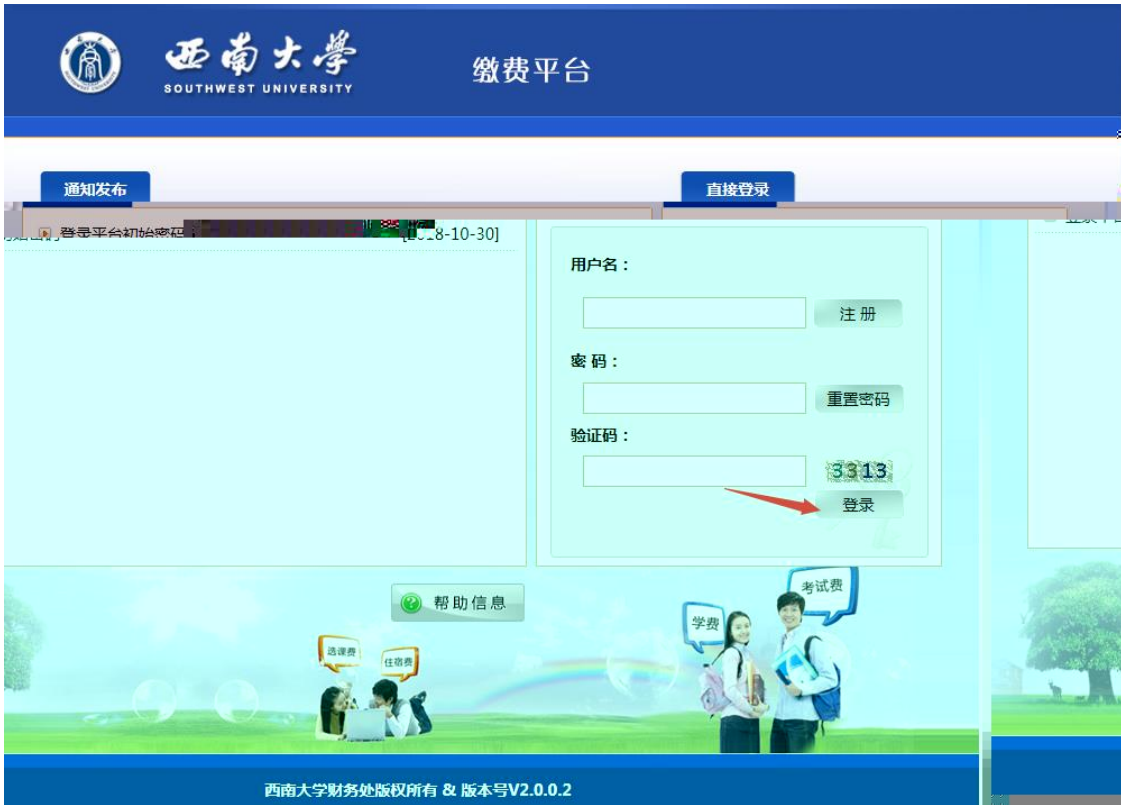 西南大學
SOUTHWEST UNIVERSITY
缴费平台
通知发布
直接登录
登录平台初始密码
8-10-30]
用户名：
注 册
密 码：
重置密码
验证码：
3313
登录
帮助信息
选课费
住宿费
学费
考试费
西南大学财务处版权所有 & 版本号V2.0.0.2